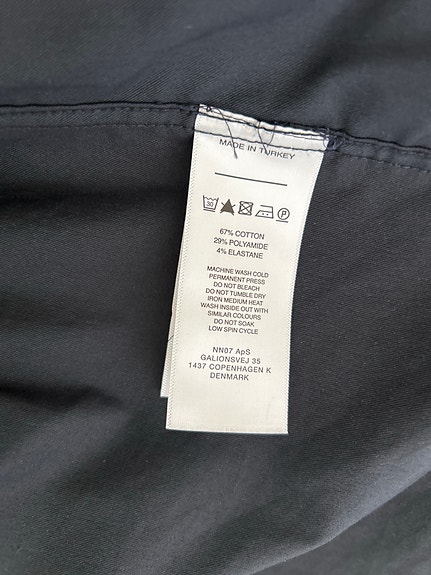 MADE IN TURKEY
30 P
67% COTTON
29% POLYAMIDE
4% ELASTANE
MACHINE WASH COLD
PERMANENT PRESS
DO NOT BLEACH
DO NOT TUMBLE DRY
IRON MEDIUM HEAT
WASH INSIDE OUT WITH
SIMILAR COLOURS
DO NOT SOAK
LOW SPIN CYCLE
NN07 ApS
GALIONSVEJ 35
1437 COPENHAGEN K
DENMARK